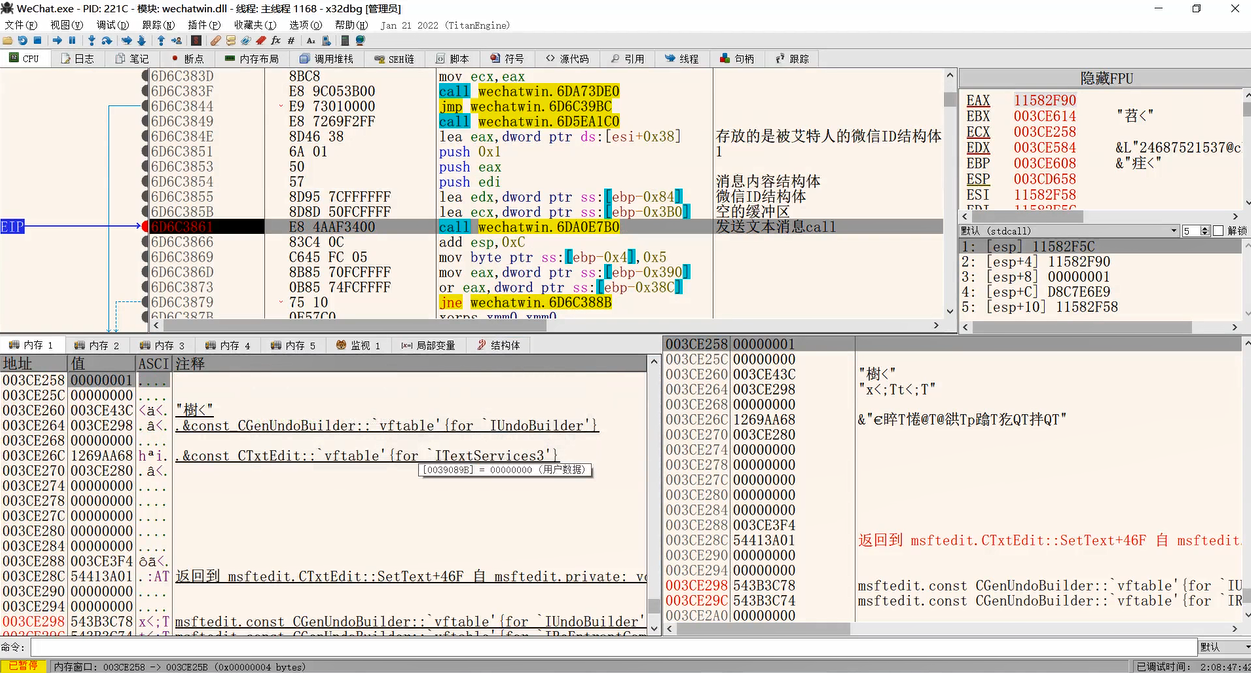 WeChat.exe - PID: 221C - 模块: wechatwin.dll - 线程: 主线程 1168 - x32dbg [管理员]
文件(F) 视图(V) 调试(D) 跟踪(N) 插件(P) 收藏夹(I) 选项(O) 帮助(H) Jan 21 2022 (TitanEngine)
CPU 日志 笔记 断点 内存布局 调用堆栈 SEH链 脚本 符号 源代码 引用 线程 句柄 跟踪
6D6C383D 8BC8 mov ecx,eax
6D6C383F E8 9C053B00 call wechatwin.6DA73DE0
6D6C3844 E9 73010000 jmp wechatwin.6D6C39BC
6D6C3849 E8 7269F2FF call wechatwin.6D5EA1C0
6D6C384E 8D46 38 lea eax,dword ptr ds:[esi+0x38] 存放的是被艾特人的微信ID结构体
6D6C3851 6A 01 push 0x1 1
6D6C3853 50 push eax
6D6C3854 57 push edi 消息内容结构体
6D6C3855 8D95 7CFFFFFF lea edx,dword ptr ss:[ebp-0x84] 微信ID结构体
6D6C385B 8D8D 50FCFFFF lea ecx,dword ptr ss:[ebp-0x3B0] 空的缓冲区
EIP 6D6C3861 E8 4AAF3400 call wechatwin.6DA0E7B0 发送文本消息call
6D6C3866 83C4 0C add esp,0xC
6D6C3869 C645 FC 05 mov byte ptr ss:[ebp-0x4],0x5
6D6C386D 8B85 70FCFFFF mov eax,dword ptr ss:[ebp-0x390]
6D6C3873 0B85 74FCFFFF or eax,dword ptr ss:[ebp-0x38C]
6D6C3879 75 10 jne wechatwin.6D6C388B
6D6C387B 0F57C0 xorps xmm0,xmm0
隐藏FPU
EAX 11582F90
EBX 003CE614 "萏<"
ECX 003CE258
EDX 003CE584 &L"24687521537@c
EBP 003CE608 &"疰<"
ESP 003CD658
ESI 11582F58
默认 (stdcall) 5 解锁
1: [esp] 11582F5C
2: [esp+4] 11582F90
3: [esp+8] 00000001
4: [esp+C] D8C7E6E9
5: [esp+10] 11582F58
内存 1 内存 2 内存 3 内存 4 内存 5 监视 1 局部变量 结构体
地址 值 ASCI 注释
003CE258 00000001 ....
003CE25C 00000000 ....
003CE260 003CE43C <ä<. "樹<"
003CE264 003CE298 .â<. .&const CGenUndoBuilder::`vftable'{for `IUndoBuilder'}
003CE268 00000000 ....
003CE26C 1269AA68 hªi. .&const CTxtEdit::`vftable'{for `ITextServices3'}
[0039089B] = 00000000 (用户数据)
003CE270 003CE280 .â<.
003CE274 00000000 ....
003CE278 00000000 ....
003CE27C 00000000 ....
003CE280 00000000 ....
003CE284 00000000 ....
003CE288 003CE3F4 ôã<.
003CE28C 54413A01 .:AT 返回到 msftedit.CTxtEdit::SetText+46F 自 msftedit.private: v
003CE290 00000000 ....
003CE294 00000000 ....
003CE298 543B3C78 x<;T msftedit.const CGenUndoBuilder::`vftable'{for `IUndoBuilder'
003CE258 00000001
003CE25C 00000000
003CE260 003CE43C "樹<"
003CE264 003CE298 "x<;Tt<;T"
003CE268 00000000
003CE26C 1269AA68
003CE270 003CE280
003CE274 00000000
003CE278 00000000
003CE27C 00000000
003CE280 00000000
003CE284 00000000
003CE288 003CE3F4
003CE28C 54413A01 返回到 msftedit.CTxtEdit::SetText+46F 自 msftedit.
003CE290 00000000
003CE294 00000000
003CE298 543B3C78 msftedit.const CGenUndoBuilder::`vftable'{for `IU
003CE29C 543B3C74 msftedit.const CGenUndoBuilder::`vftable'{for `IR
003CE2A0 00000000
命令: 默认
已暂停 内存窗口: 003CE258 -> 003CE25B (0x00000004 bytes) 已调试时间: 2:08:47:42